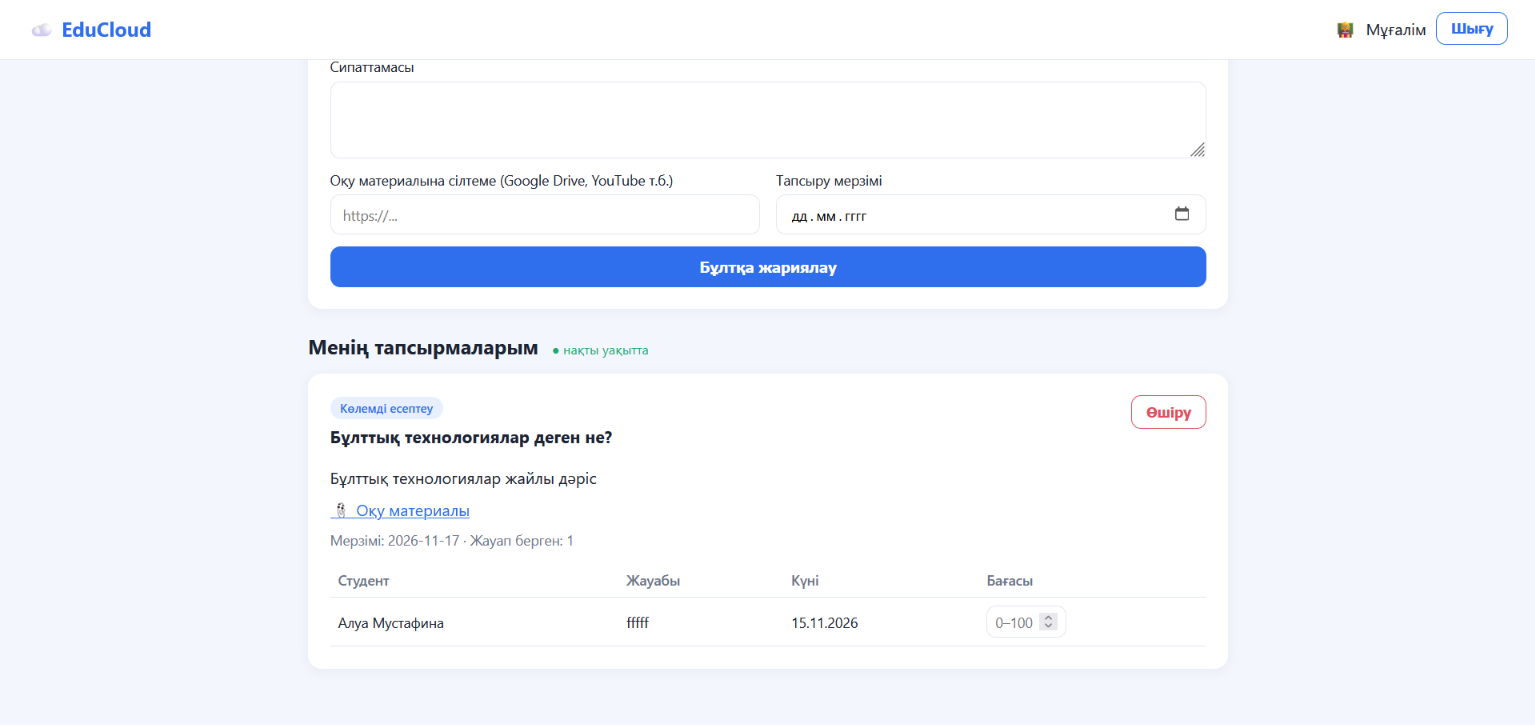 EduCloud
Мұғалім
Шығу
Сипаттамасы
Оқу материалына сілтеме (Google Drive, YouTube т.б.)
Тапсыру мерзімі
https://...
дд.мм.гггг
Бұлтқа жариялау
Менің тапсырмаларым
● нақты уақытта
Көлемді есептеу
Өшіру
Бұлттық технологиялар деген не?
Бұлттық технологиялар жайлы дәріс
Оқу материалы
Мерзімі: 2026-11-17 · Жауап берген: 1
Студент Жауабы Күні Бағасы
Алуа Мустафина fffff 15.11.2026 0–100